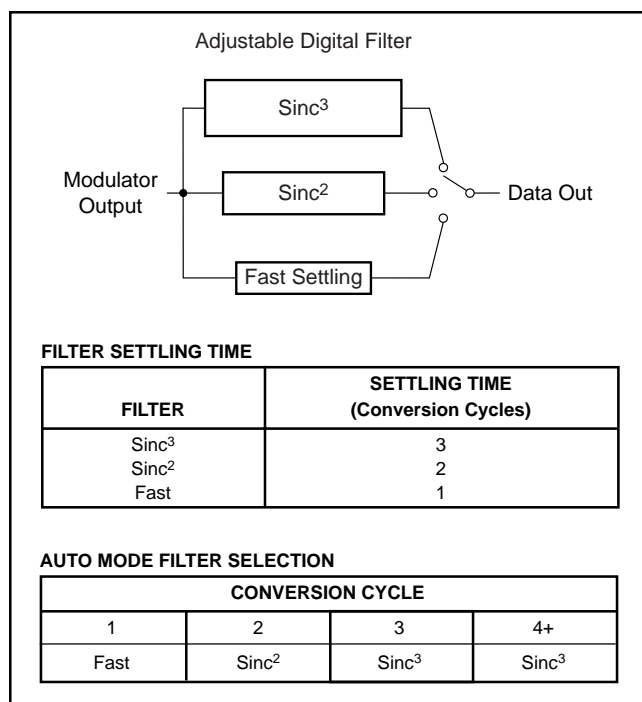 Adjustable Digital Filter
Sinc³
Modulator
Output
Sinc²
Data Out
Fast Settling
FILTER SETTLING TIME
FILTER
SETTLING TIME
(Conversion Cycles)
Sinc³ 3
Sinc² 2
Fast 1
AUTO MODE FILTER SELECTION
CONVERSION CYCLE
1 2 3 4+
Fast Sinc² Sinc³ Sinc³